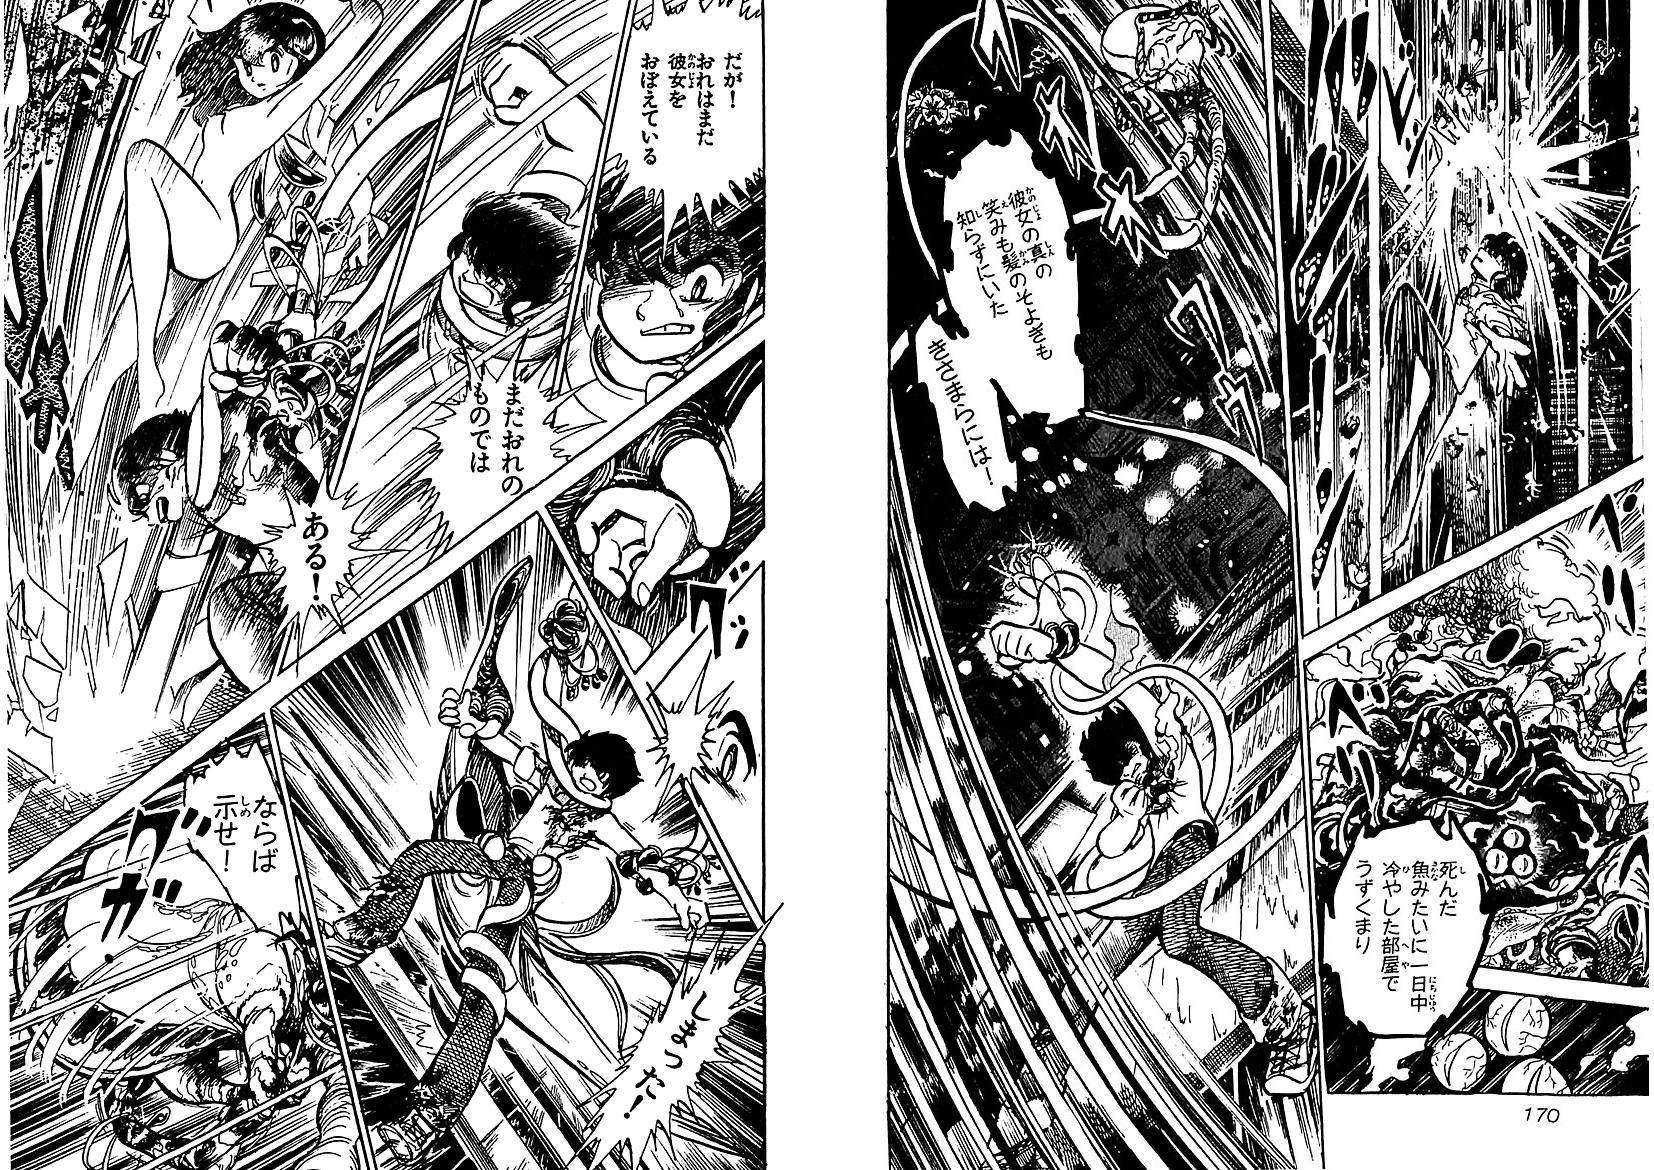 死んだ
魚みたいに一日中
冷やした部屋で
うずくまり
彼女の真の
笑みも髪のそよぎも
知らずにいた
きさまらには！
170
だが！
おれはまだ
彼女を
おぼえている
まだおれの
ものでは
ある！
しまった！
ならば
示せ！